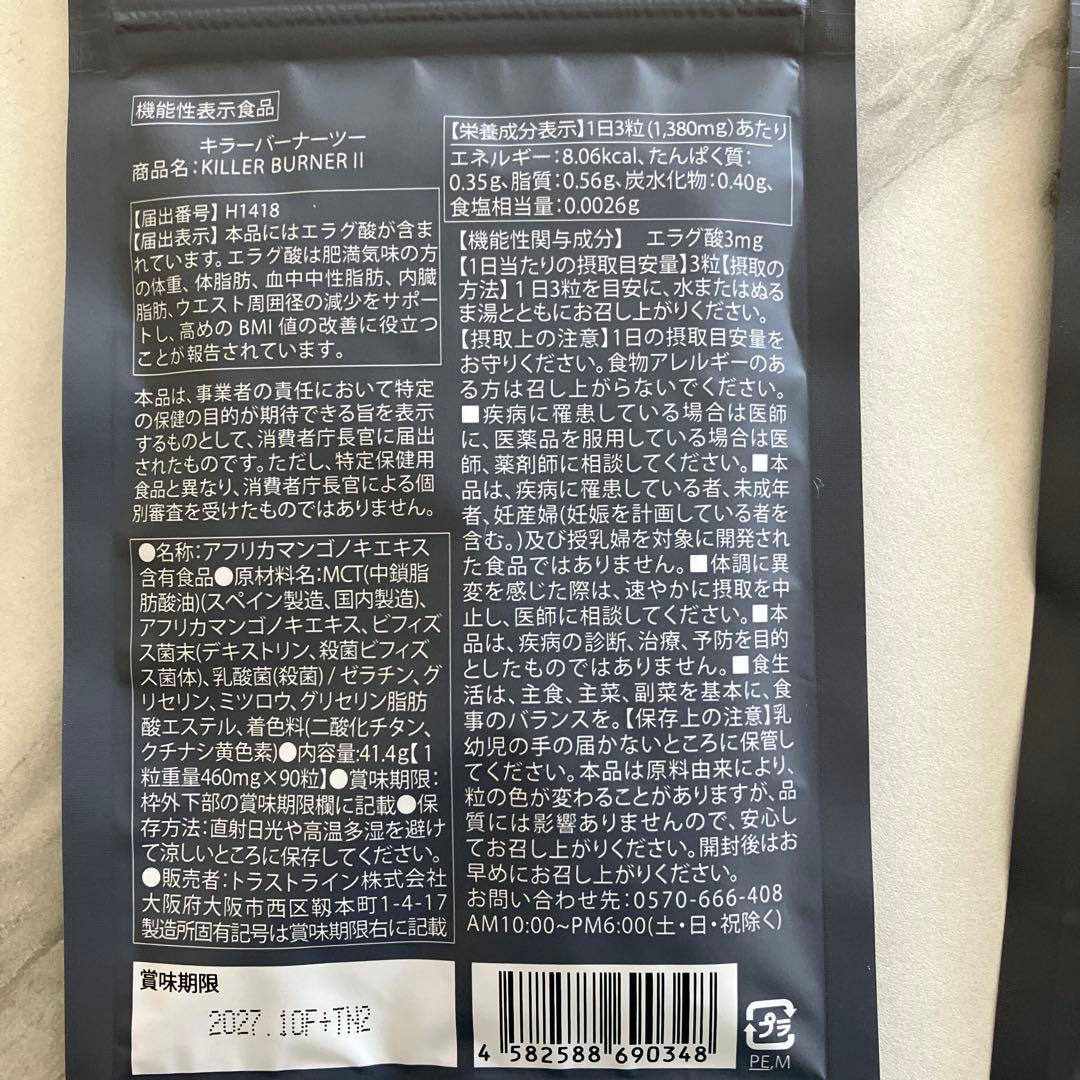 機能性表示食品
キラーバーナーツー
商品名：KILLER BURNER II
【届出番号】H1418
【届出表示】本品にはエラグ酸が含ま
れています。エラグ酸は肥満気味の方
の体重、体脂肪、血中中性脂肪、内臓
脂肪、ウエスト周囲径の減少をサポー
トし、高めのBMI値の改善に役立つ
ことが報告されています。
本品は、事業者の責任において特定
の保健の目的が期待できる旨を表示
するものとして、消費者庁長官に届出
されたものです。ただし、特定保健用
食品と異なり、消費者庁長官による個
別審査を受けたものではありません。
●名称：アフリカマンゴノキエキス
含有食品●原材料名：MCT(中鎖脂
肪酸油)(スペイン製造、国内製造)、
アフリカマンゴノキエキス、ビフィズ
ス菌末(デキストリン、殺菌ビフィズ
ス菌体)、乳酸菌(殺菌) / ゼラチン、グ
リセリン、ミツロウ、グリセリン脂肪
酸エステル、着色料(二酸化チタン、
クチナシ黄色素)●内容量:41.4g【1
粒重量460mg×90粒】●賞味期限：
枠外下部の賞味期限欄に記載●保
存方法：直射日光や高温多湿を避け
て涼しいところに保存してください。
●販売者：トラストライン株式会社
大阪府大阪市西区靱本町1-4-17
製造所固有記号は賞味期限右に記載
【栄養成分表示】1日3粒(1,380mg)あたり
エネルギー：8.06kcal、たんぱく質：
0.35g、脂質：0.56g、炭水化物：0.40g、
食塩相当量：0.0026g
【機能性関与成分】 エラグ酸3mg
【1日当たりの摂取目安量】3粒【摂取の
方法】1日3粒を目安に、水またはぬる
ま湯とともにお召し上がりください。
【摂取上の注意】1日の摂取目安量を
お守りください。食物アレルギーのあ
る方は召し上がらないでください。
■疾病に罹患している場合は医師
に、医薬品を服用している場合は医
師、薬剤師に相談してください。■本
品は、疾病に罹患している者、未成年
者、妊産婦(妊娠を計画している者を
含む。)及び授乳婦を対象に開発され
た食品ではありません。■体調に異
変を感じた際は、速やかに摂取を中
止し、医師に相談してください。■本
品は、疾病の診断、治療、予防を目的
としたものではありません。■食生
活は、主食、主菜、副菜を基本に、食
事のバランスを。【保存上の注意】乳
幼児の手の届かないところに保管し
てください。本品は原料由来により、
粒の色が変わることがありますが、品
質には影響ありませんので、安心し
てお召し上がりください。開封後はお
早めにお召し上がりください。
お問い合わせ先：0570-666-408
AM10:00~PM6:00(土・日・祝除く)
賞味期限
2027.10F+TN2
4 582588 690348
プラ
PE,M